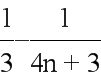 1/3 - 1/(4n + 3)